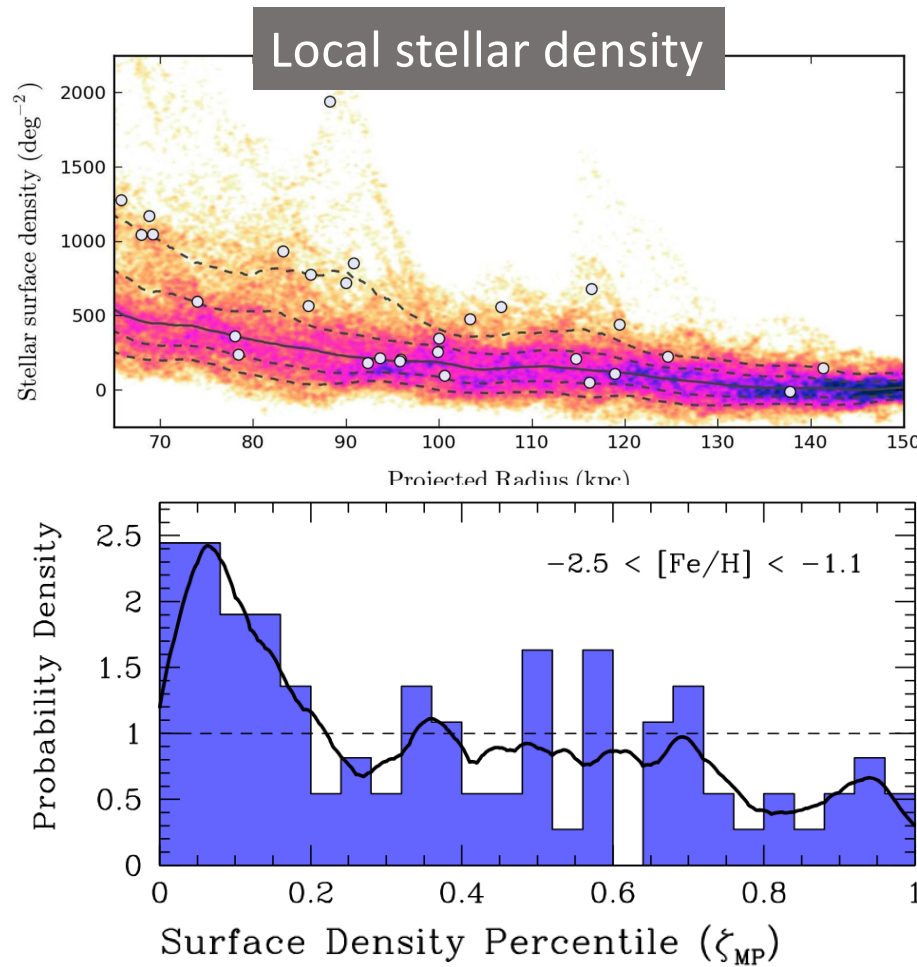 Local stellar density
Stellar surface density (deg⁻²)
2000
1500
1000
500
0
70 80 90 100 110 120 130 140 150
Projected Radius (kpc)
Probability Density
2.5
2
1.5
1
0.5
0
−2.5 < [Fe/H] < −1.1
0 0.2 0.4 0.6 0.8 1
Surface Density Percentile (ζMP)